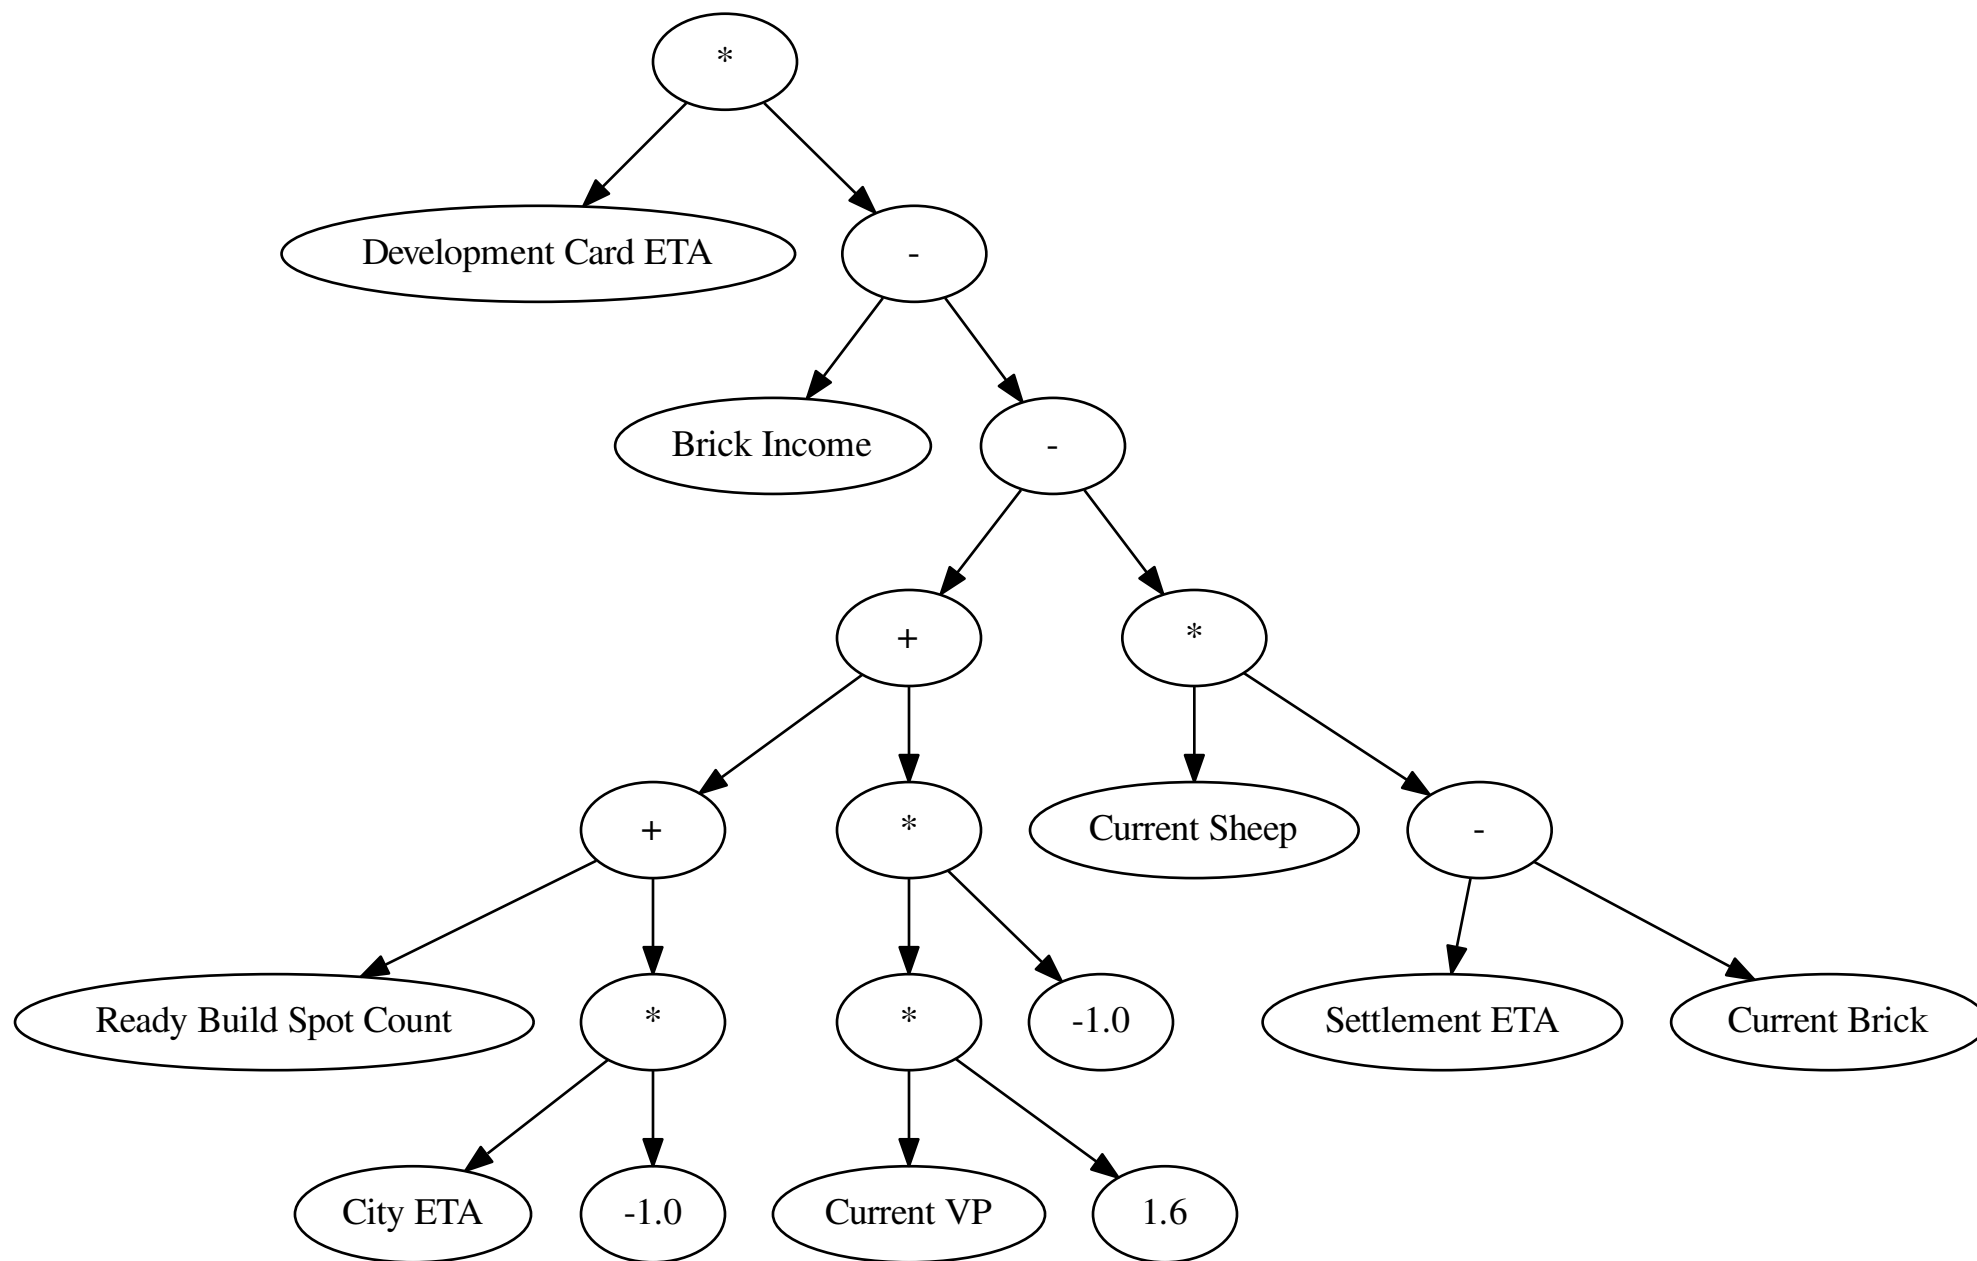 *
Development Card ETA
-
Brick Income
-
+
*
+
*
Current Sheep
-
Ready Build Spot Count
*
*
-1.0
Settlement ETA
Current Brick
City ETA
-1.0
Current VP
1.6